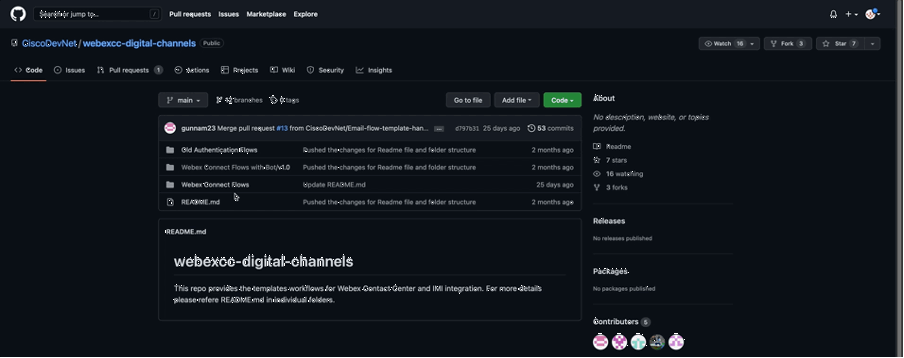 Search or jump to...
/
Pull requests Issues Marketplace Explore
CiscoDevNet / webexcc-digital-channels Public
Watch 16 Fork 3 Star 7
Code Issues Pull requests 1 Actions Projects Wiki Security Insights
main branches tags Go to file Add file Code
gunnam23 Merge pull request #13 from CiscoDevNet/Email-flow-template-han... d797b31 25 days ago 53 commits
Old Authentication Flows Pushed the changes for Readme file and folder structure 2 months ago
Webex Connect Flows with Bot/v1.0 Pushed the changes for Readme file and folder structure 2 months ago
Webex Connect Flows Update README.md 25 days ago
README.md Pushed the changes for Readme file and folder structure 2 months ago
README.md
webexcc-digital-channels
This repo provides the templates workflows for Webex Contact Center and IMI integration. For more details
please refere README.md in individual folders.
About
No description, website, or topics
provided.
Readme
7 stars
16 watching
3 forks
Releases
No releases published
Packages
No packages published
Contributors 5